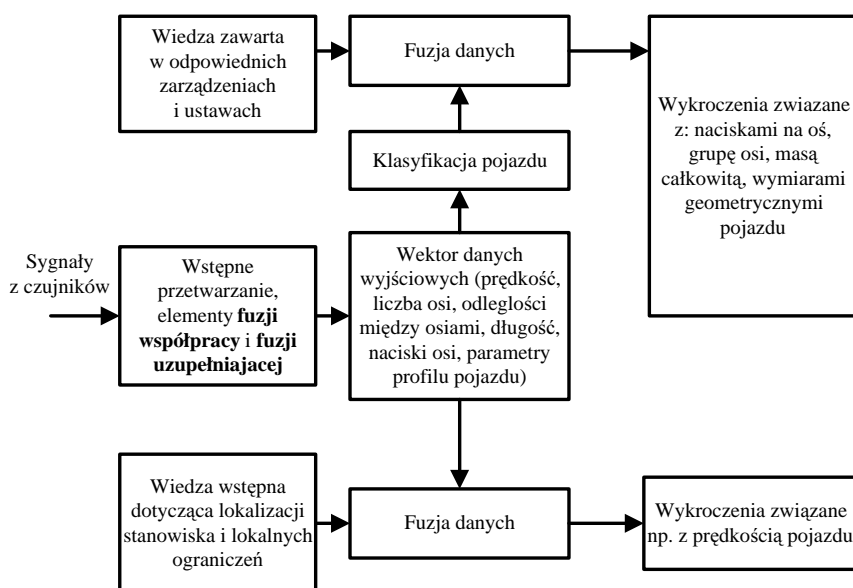 Wiedza zawarta
w odpowiednich
zarządzeniach
i ustawach
Fuzja danych
Wykroczenia zwiazane
z: naciskami na oś,
grupę osi, masą
całkowitą, wymiarami
geometrycznymi
pojazdu
Klasyfikacja pojazdu
Sygnały
z czujników
Wstępne
przetwarzanie,
elementy fuzji
współpracy i fuzji
uzupełniajacej
Wektor danych
wyjściowych (prędkość,
liczba osi, odległości
między osiami, długość,
naciski osi, parametry
profilu pojazdu)
Wiedza wstępna
dotycząca lokalizacji
stanowiska i lokalnych
ograniczeń
Fuzja danych
Wykroczenia związane
np. z prędkością pojazdu